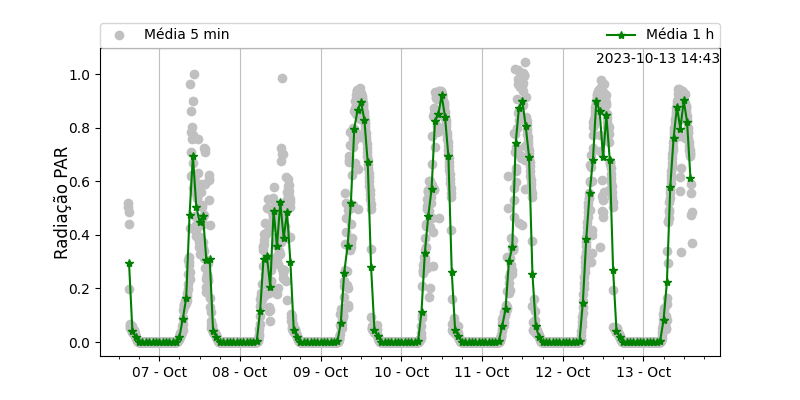 Média 5 min
Média 1 h
2023-10-13 14:43
Radiação PAR
1.0
0.8
0.6
0.4
0.2
0.0
07 - Oct
08 - Oct
09 - Oct
10 - Oct
11 - Oct
12 - Oct
13 - Oct